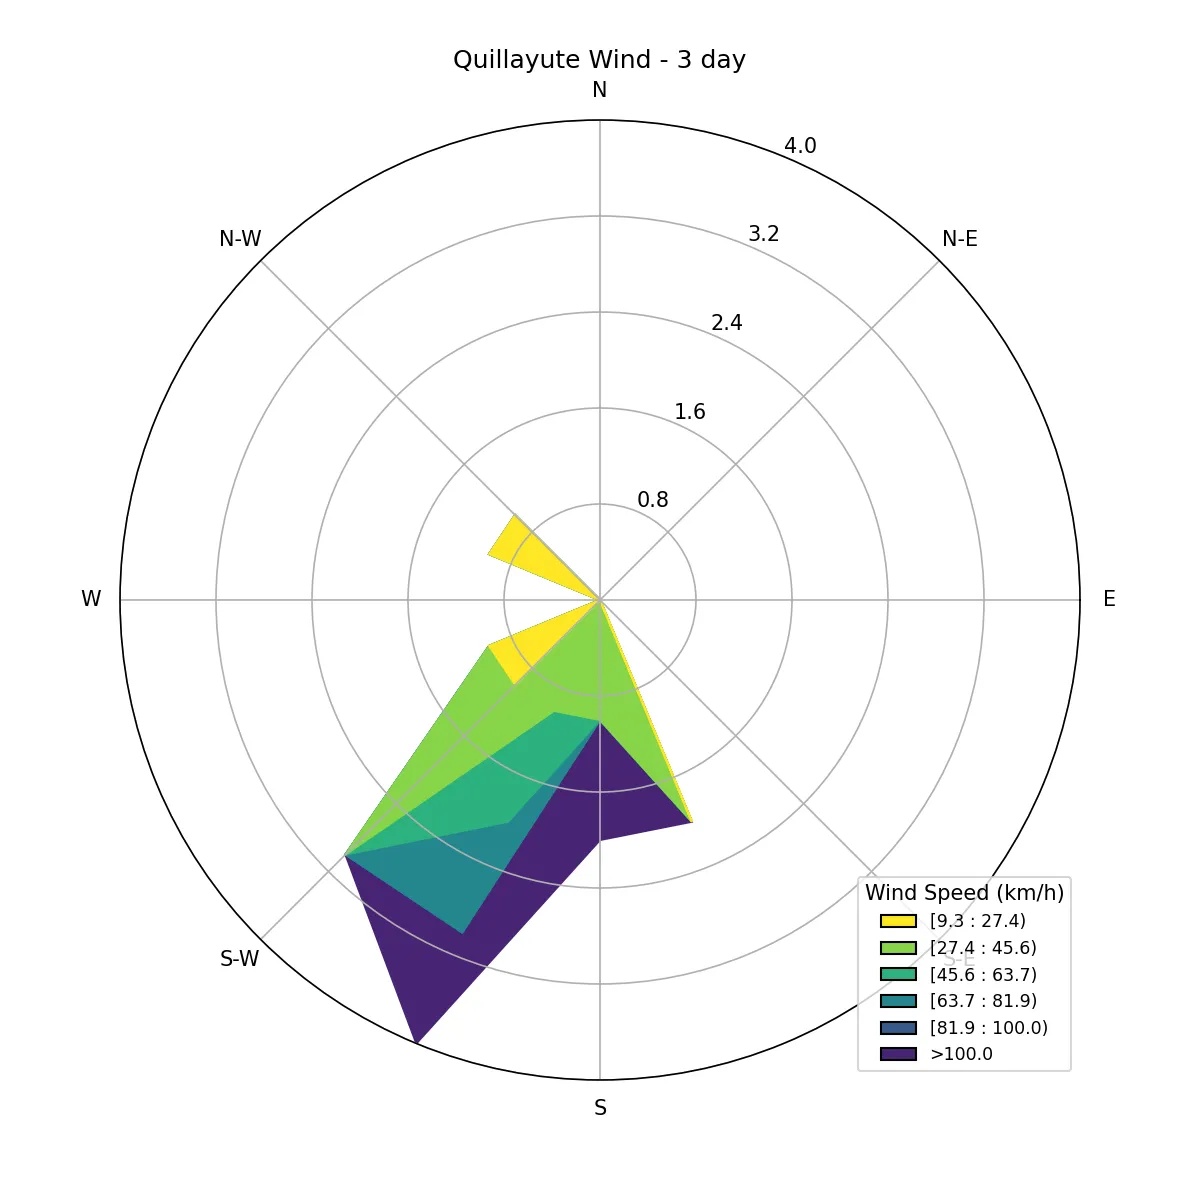 Quillayute Wind - 3 day
N
4.0
N-W
3.2
N-E
2.4
1.6
0.8
W
E
Wind Speed (km/h)
[9.3 : 27.4)
[27.4 : 45.6)
S-W
S-E
[45.6 : 63.7)
[63.7 : 81.9)
[81.9 : 100.0)
>100.0
S